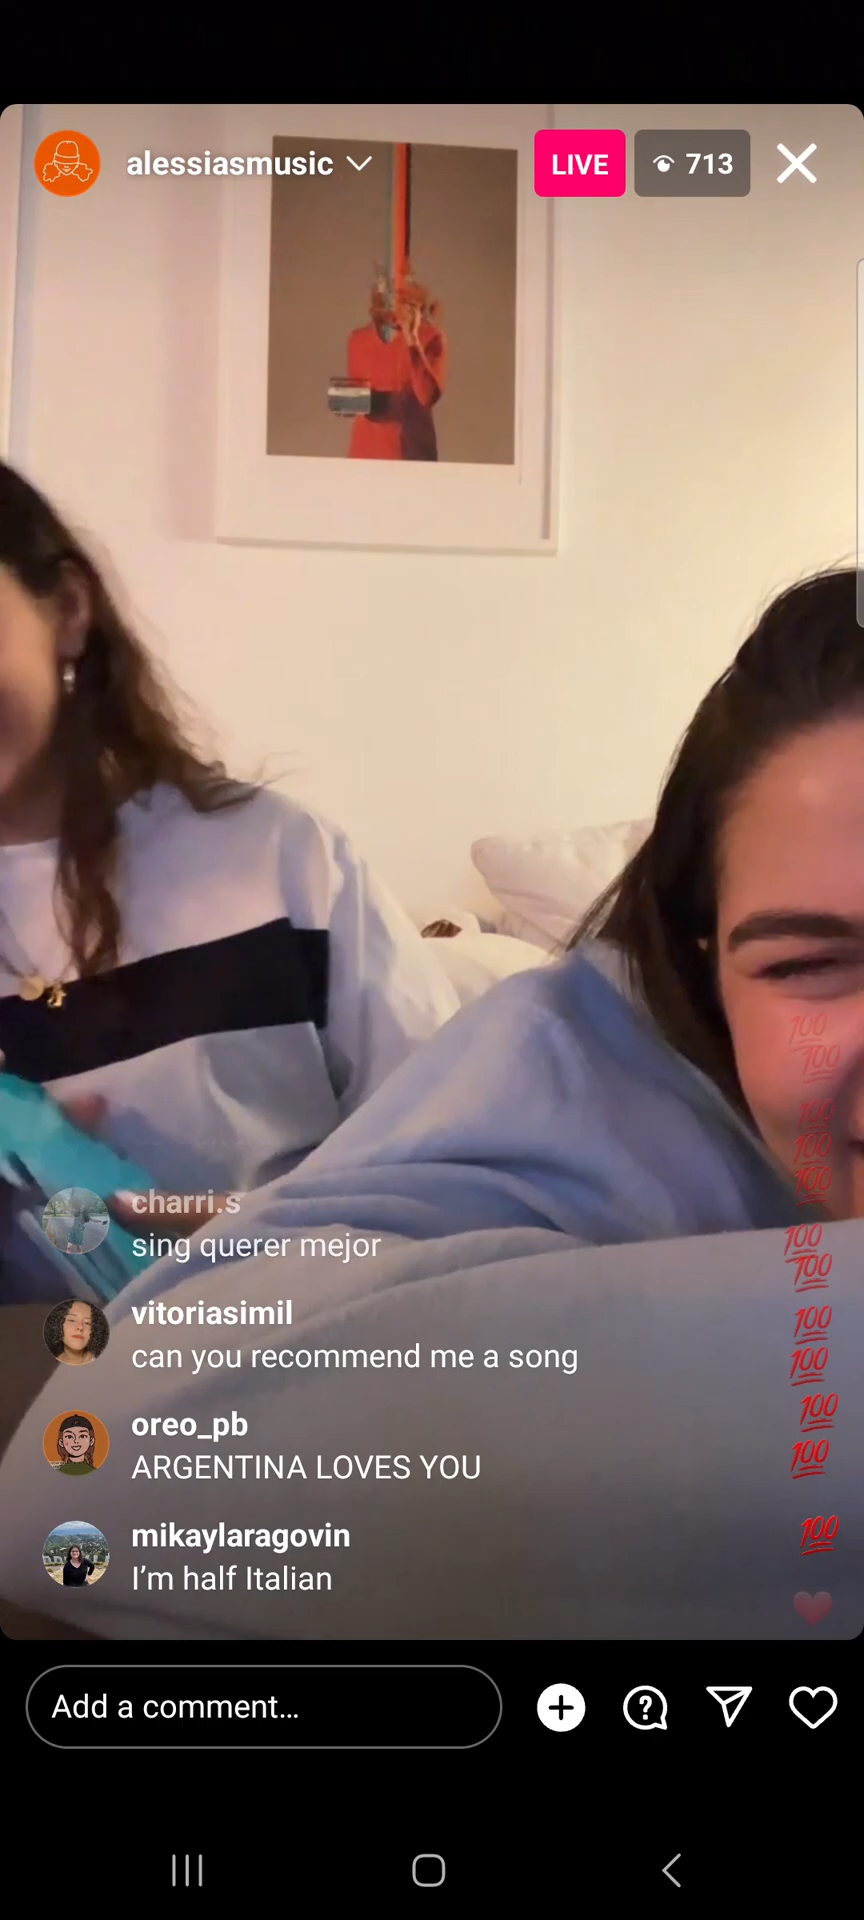 alessiasmusic
LIVE
713
charri.s
sing querer mejor
vitoriasimil
can you recommend me a song
oreo_pb
ARGENTINA LOVES YOU
mikaylaragovin
I’m half Italian
💯
💯
💯
💯
💯
💯
💯
💯
💯
💯
💯
💯
Add a comment...